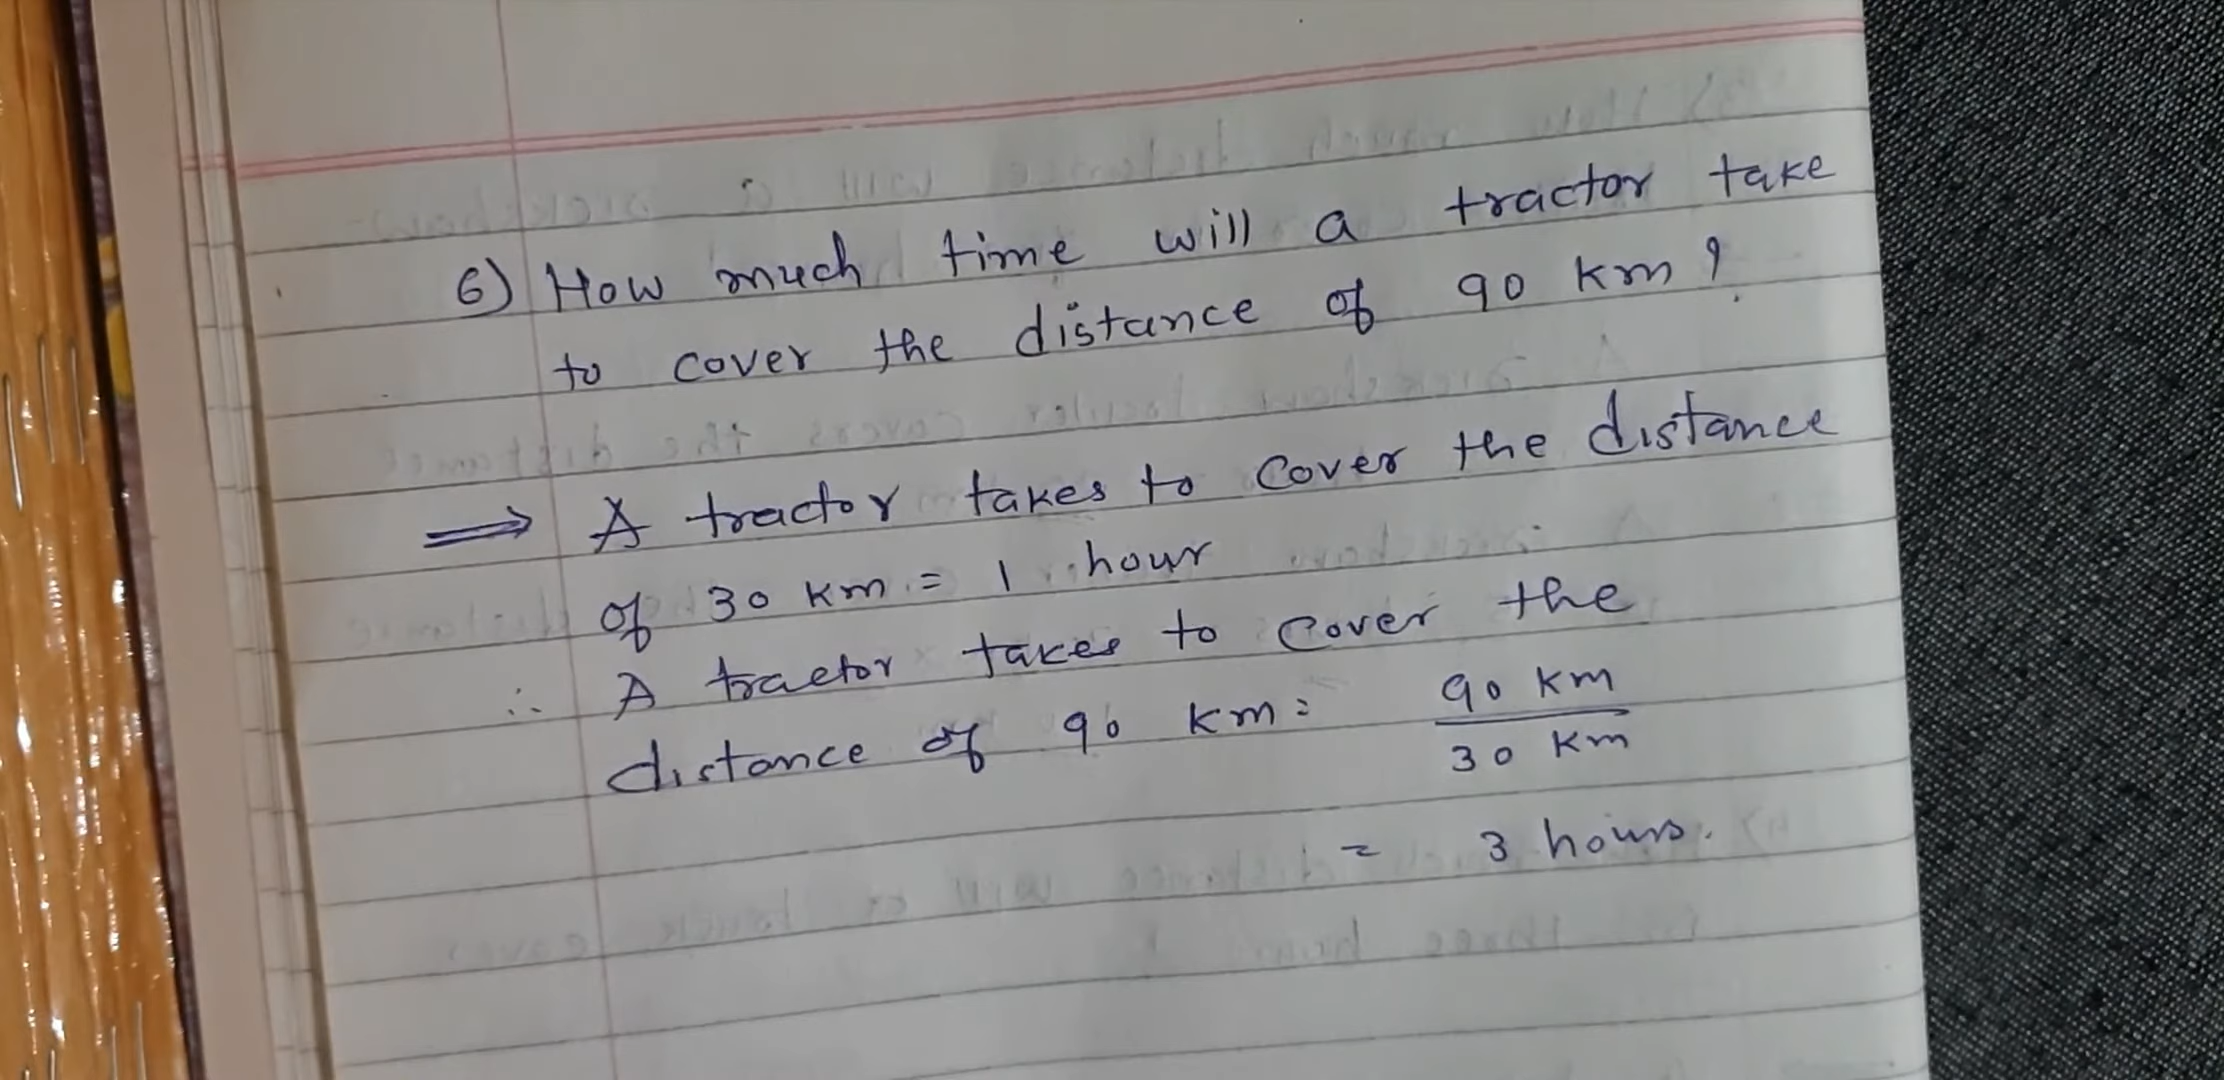 6) How much time will a tractor take
to cover the distance of 90 km?
⇒ A tractor takes to cover the distance
of 30 km = 1 hour
∴ A tractor takes to cover the
distance of 90 km = 90 km
30 km
= 3 hours.